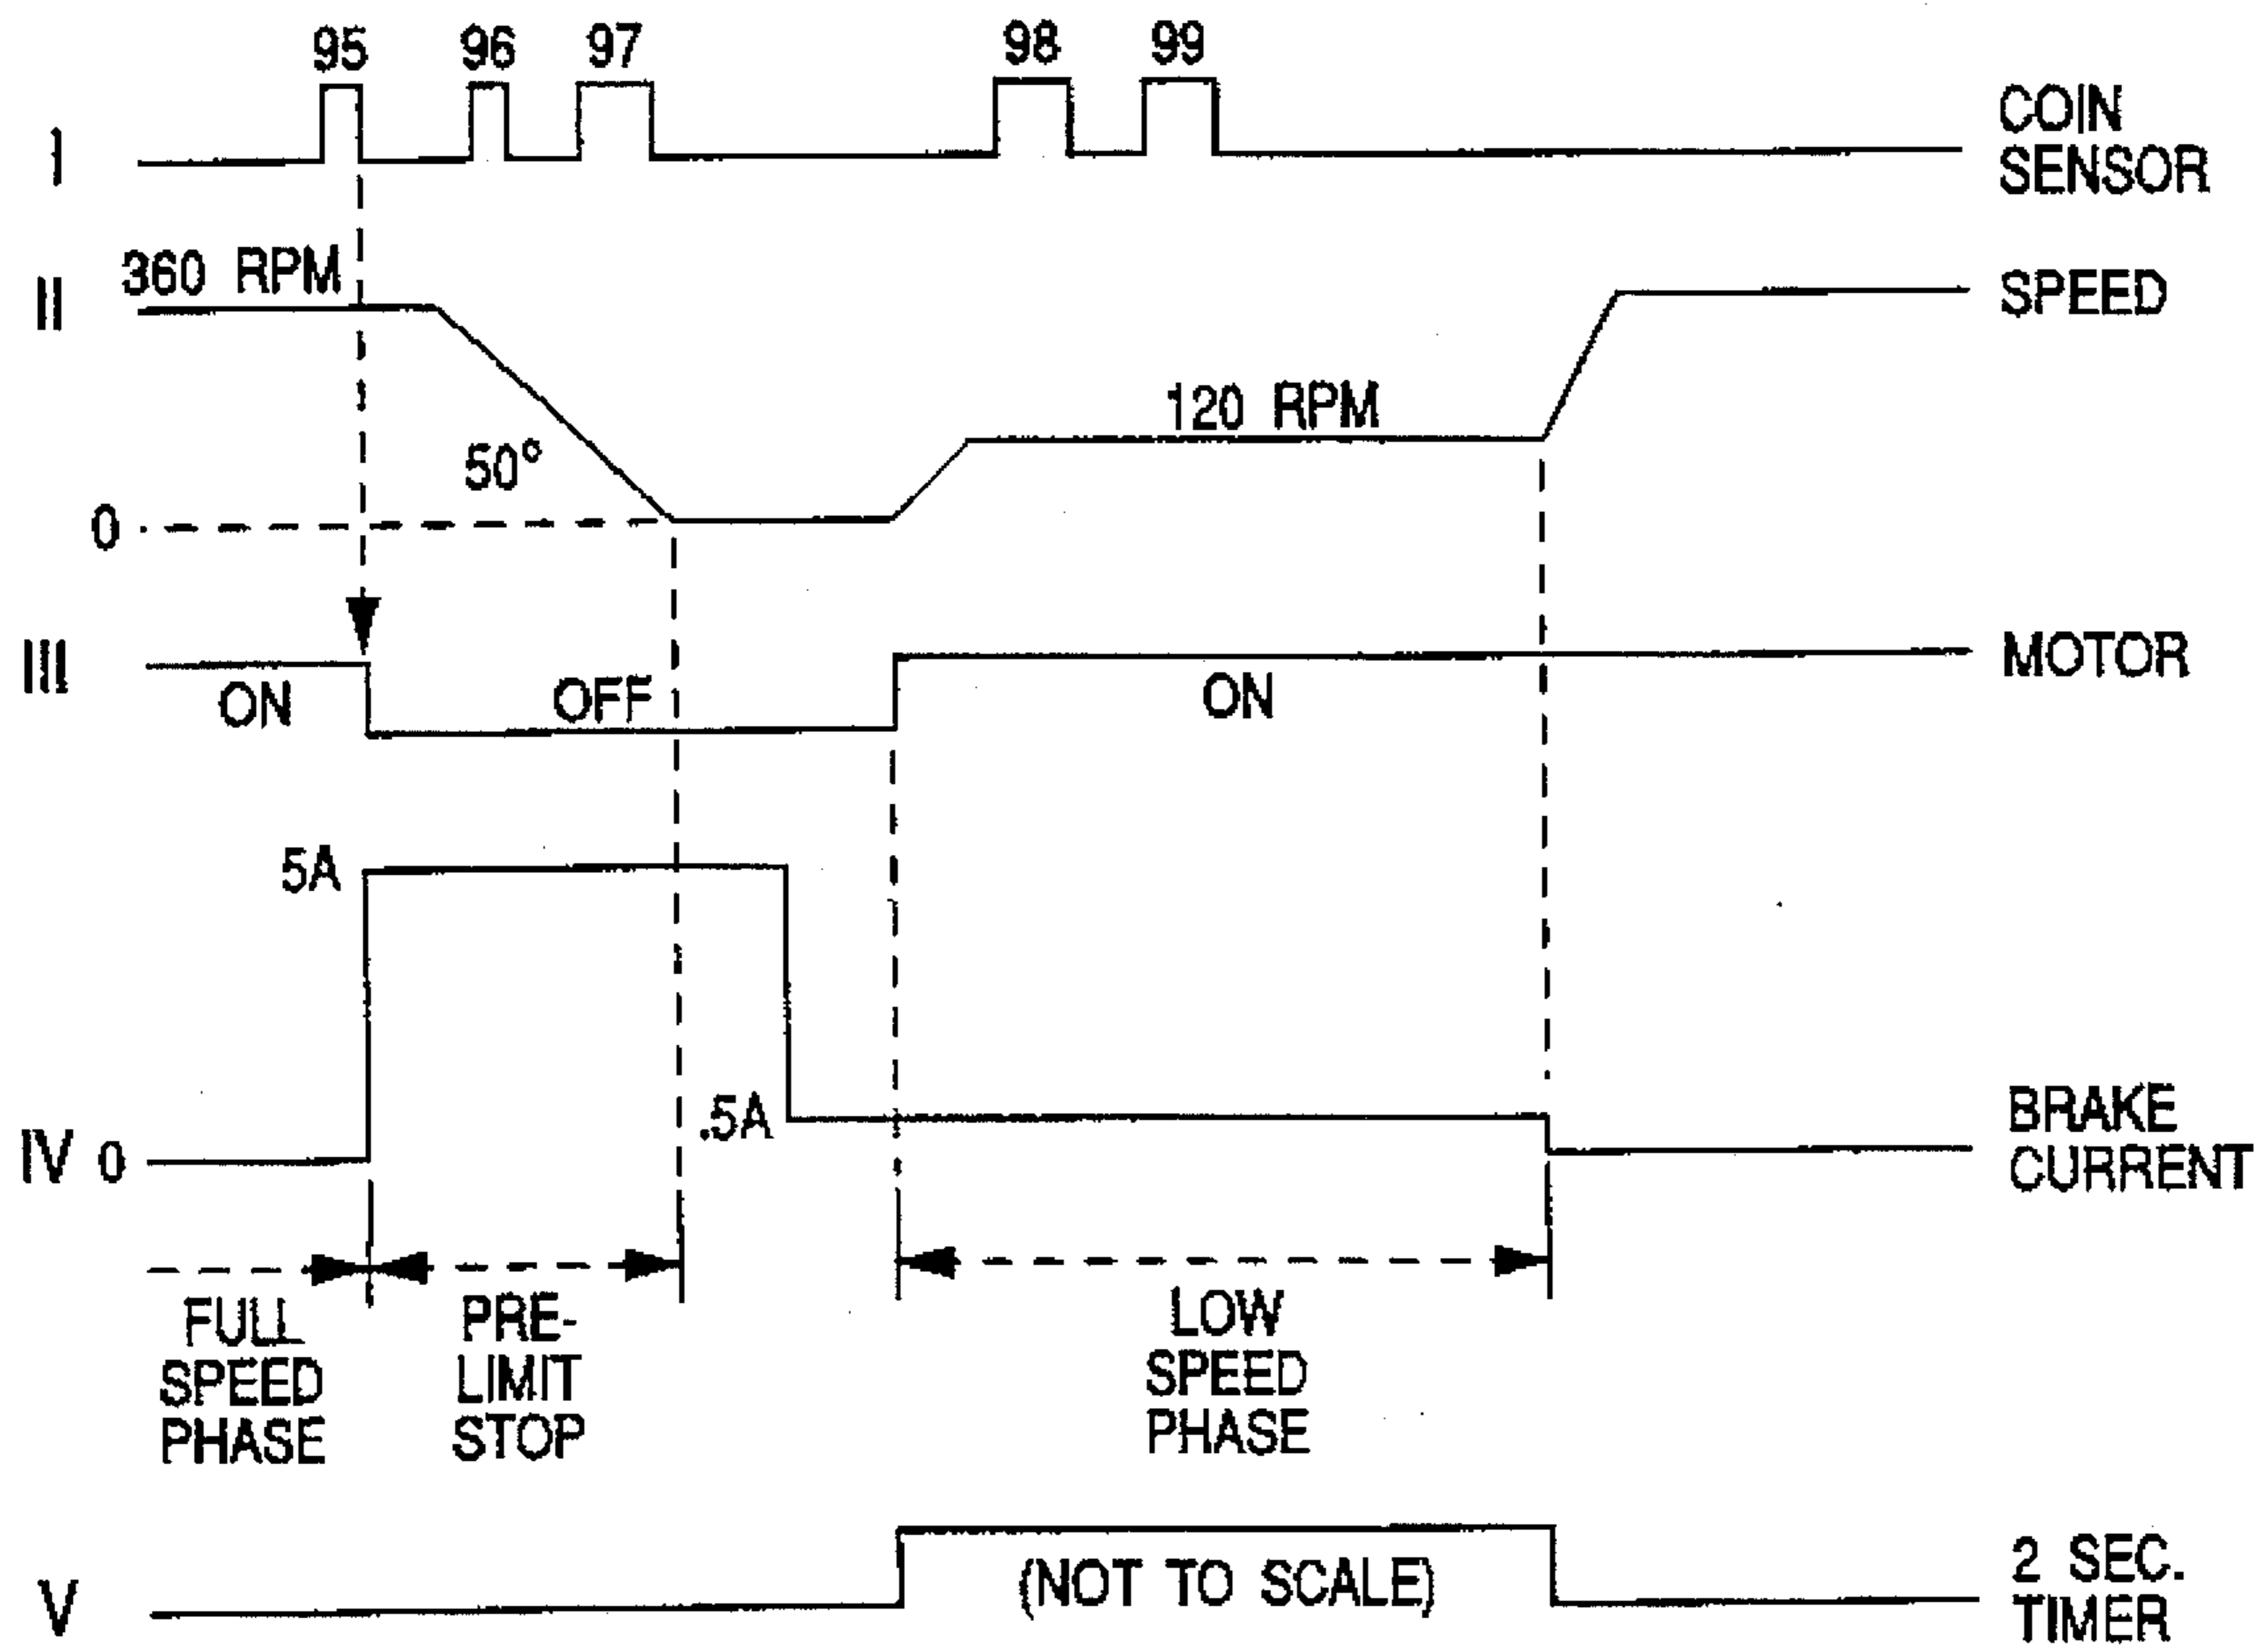 95 96 97 98 99
I
COIN
SENSOR
360 RPM
II
SPEED
120 RPM
50°
0
III
MOTOR
ON OFF ON
5A
.5A
BRAKE
IV 0
CURRENT
FULL
SPEED
PHASE
PRE-
LIMIT
STOP
LOW
SPEED
PHASE
V
(NOT TO SCALE)
2 SEC.
TIMER